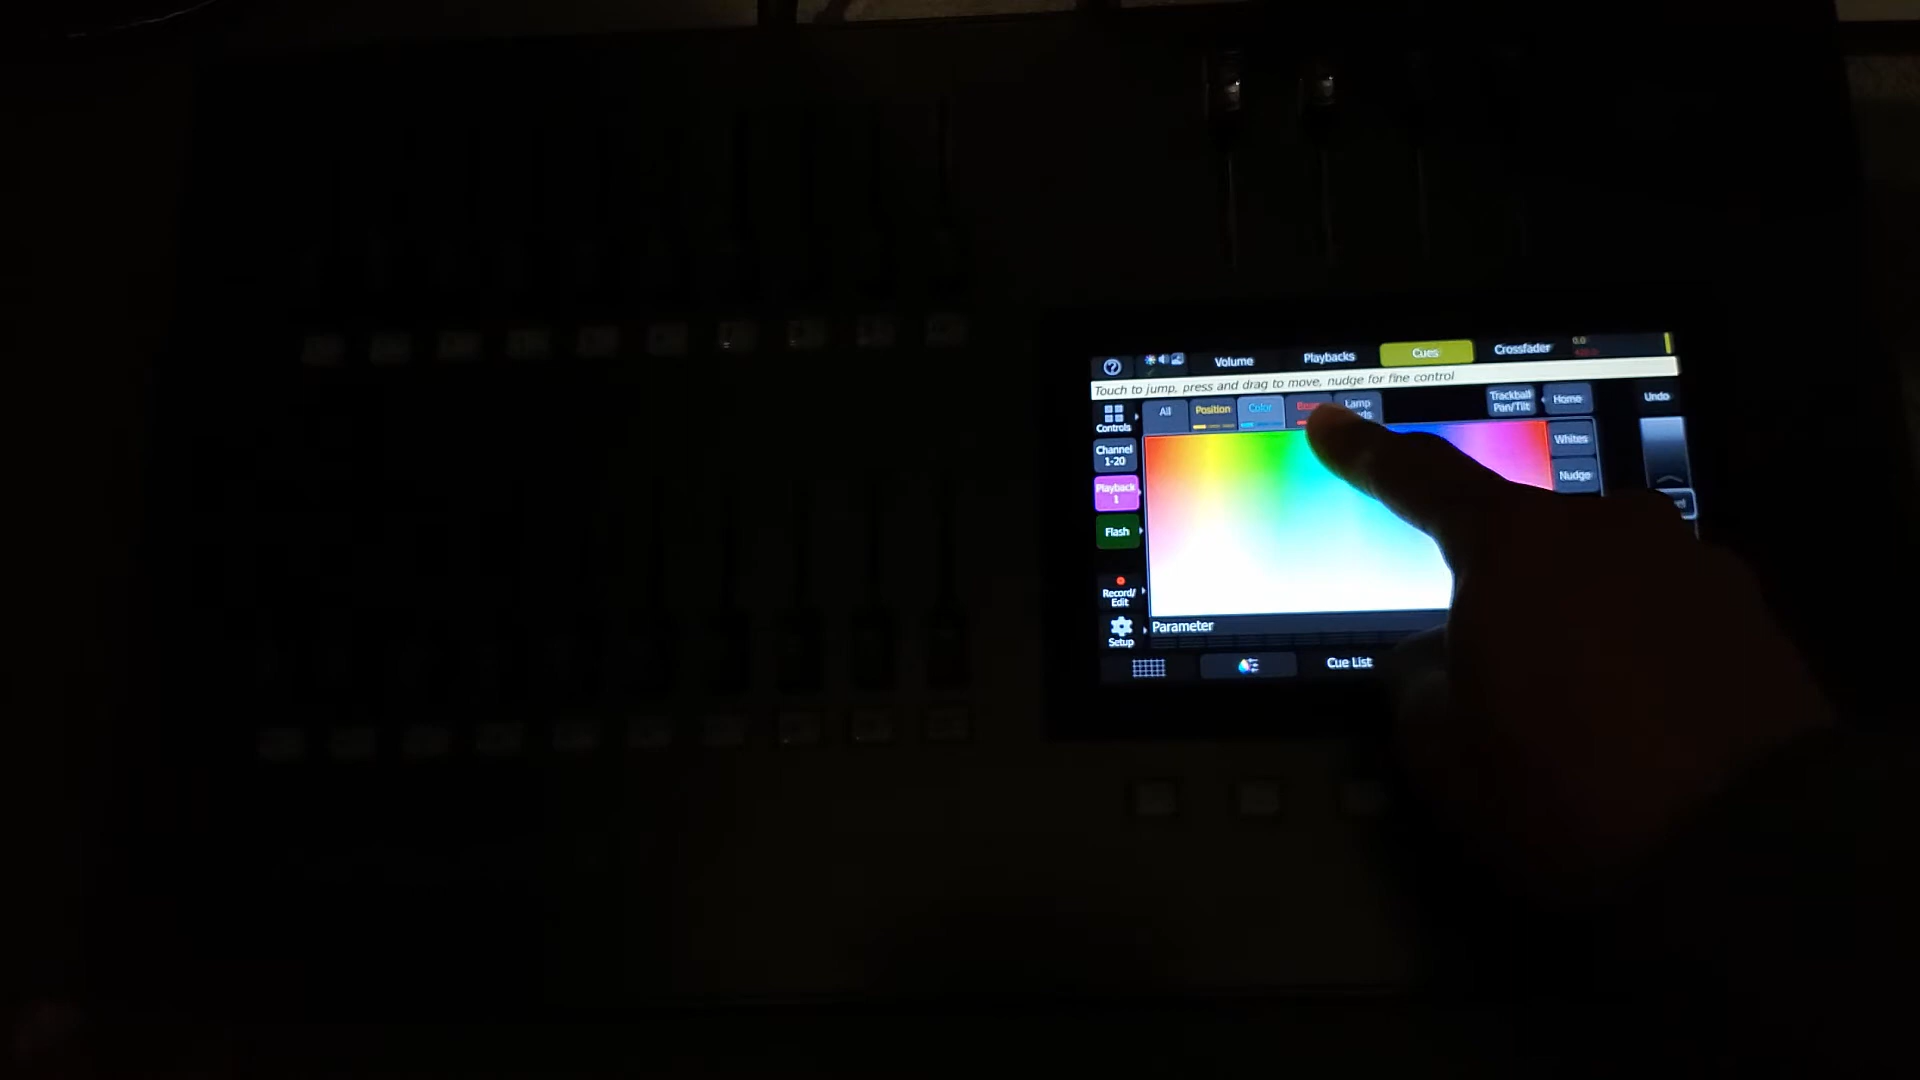 Volume
Playbacks
Cues
Crossfader
0.0
Touch to jump, press and drag to move, nudge for fine control
Controls
All
Position
Color
Lamp
Trackball
Pan/Tilt
Home
Undo
Channel
1-20
Whites
Playback
1
Nudge
Flash
Record/
Edit
Setup
Parameter
Cue List